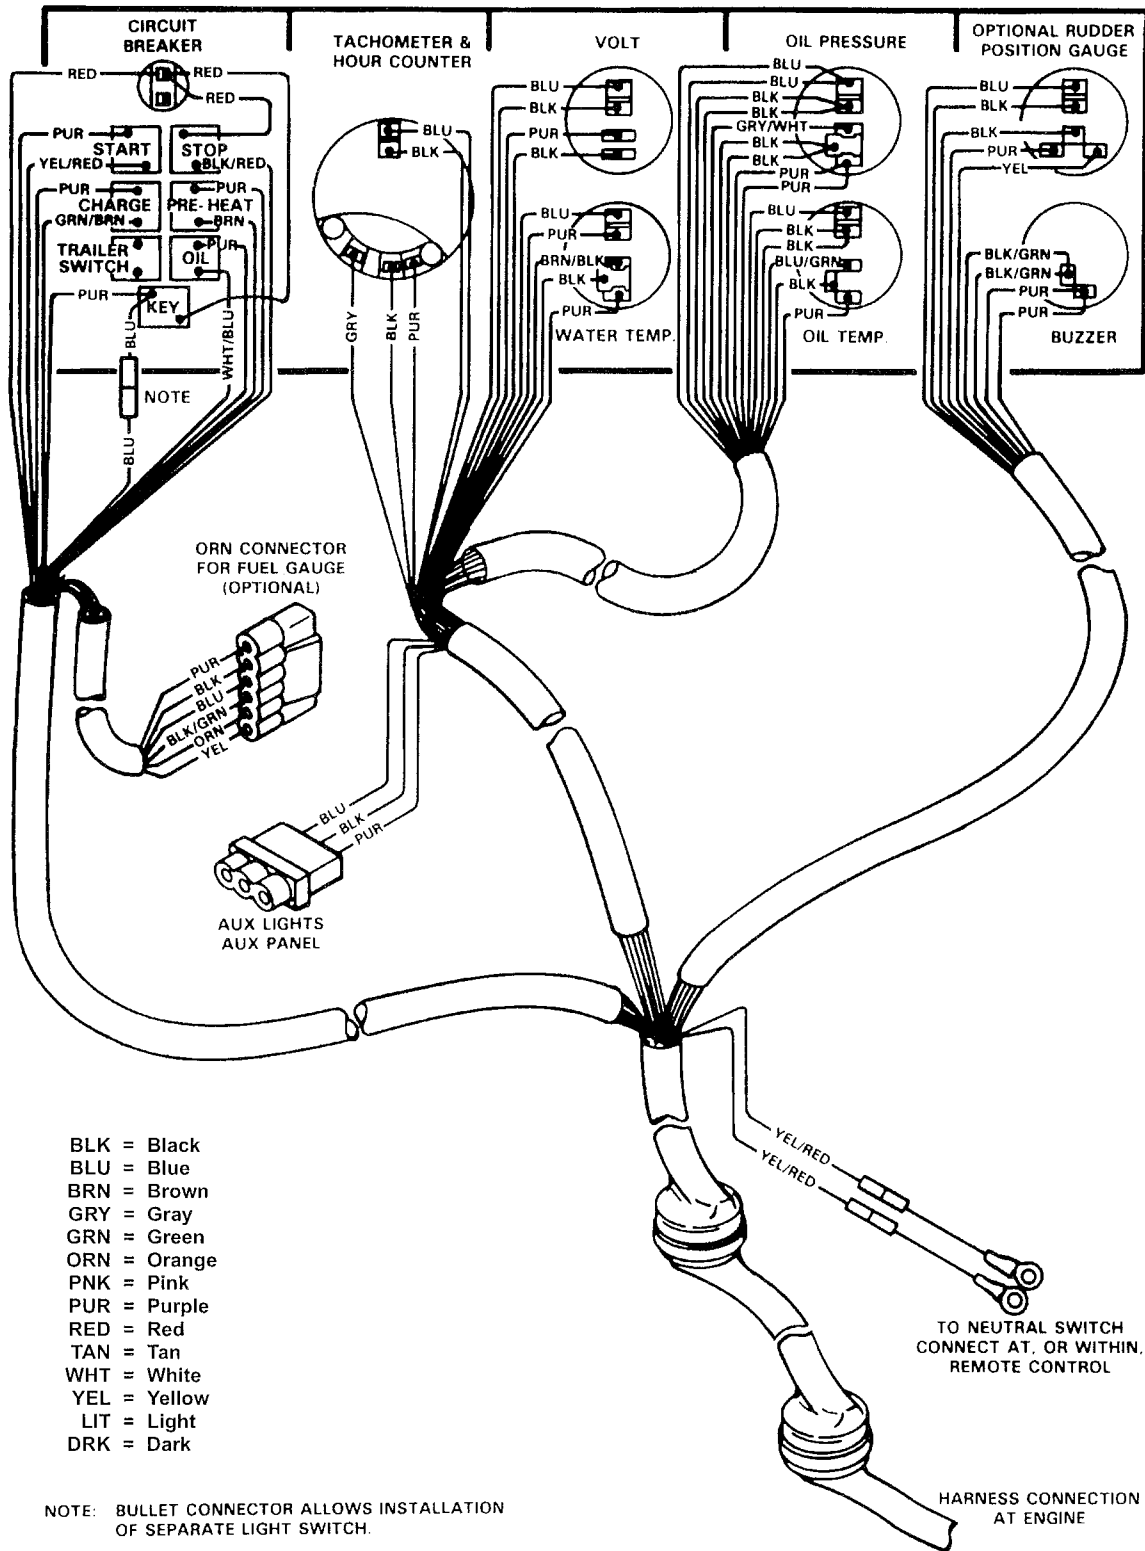 CIRCUIT
BREAKER
TACHOMETER &
HOUR COUNTER
VOLT
OIL PRESSURE
OPTIONAL RUDDER
POSITION GAUGE
RED
RED
RED
PUR
START
STOP
YEL/RED
BLK/RED
PUR
PUR
CHARGE
PRE-HEAT
GRN/BRN
BRN
TRAILER
SWITCH
OIL
PUR
PUR
KEY
BLU
WHT/BLU
NOTE
BLU
BLU
BLK
GRY
BLK
PUR
BLU
BLK
PUR
BLK
BLU
PUR
BRN/BLK
BLK
PUR
WATER TEMP.
BLU
BLU
BLK
BLK
GRY/WHT
BLK
BLK
PUR
PUR
BLU
BLK
BLK
BLU/GRN
BLK
PUR
OIL TEMP.
BLU
BLK
BLK
PUR
YEL
BLK/GRN
BLK/GRN
PUR
PUR
BUZZER
ORN CONNECTOR
FOR FUEL GAUGE
(OPTIONAL)
PUR
BLK
BLU
BLK/GRN
ORN
YEL
BLU
BLK
PUR
AUX LIGHTS
AUX PANEL
YEL/RED
YEL/RED
TO NEUTRAL SWITCH
CONNECT AT, OR WITHIN,
REMOTE CONTROL
BLK = Black
BLU = Blue
BRN = Brown
GRY = Gray
GRN = Green
ORN = Orange
PNK = Pink
PUR = Purple
RED = Red
TAN = Tan
WHT = White
YEL = Yellow
LIT = Light
DRK = Dark
HARNESS CONNECTION
AT ENGINE
NOTE: BULLET CONNECTOR ALLOWS INSTALLATION
OF SEPARATE LIGHT SWITCH.